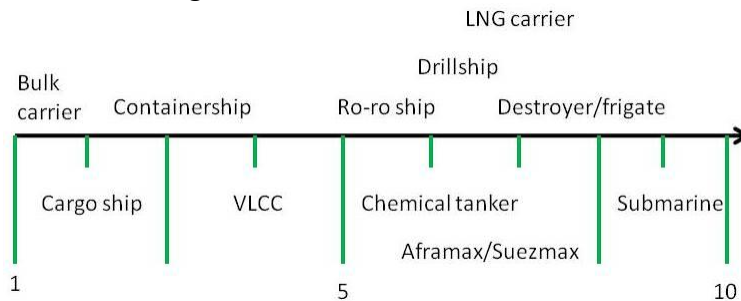 LNG carrier
Drillship
Bulk
carrier
Containership
Ro-ro ship
Destroyer/frigate
Cargo ship
VLCC
Chemical tanker
Submarine
Aframax/Suezmax
1
5
10